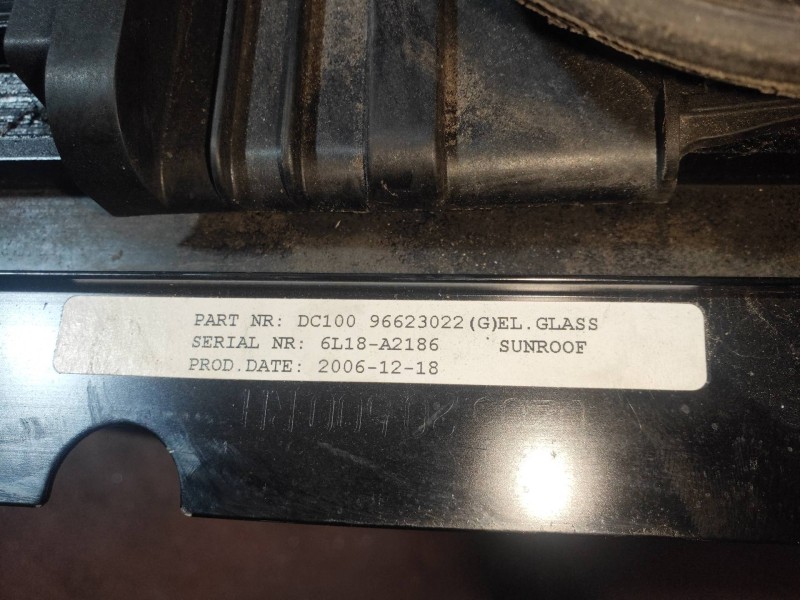 PART NR: DC100 96623022(G)EL.GLASS
SERIAL NR: 6L18-A2186 SUNROOF
PROD.DATE: 2006-12-18